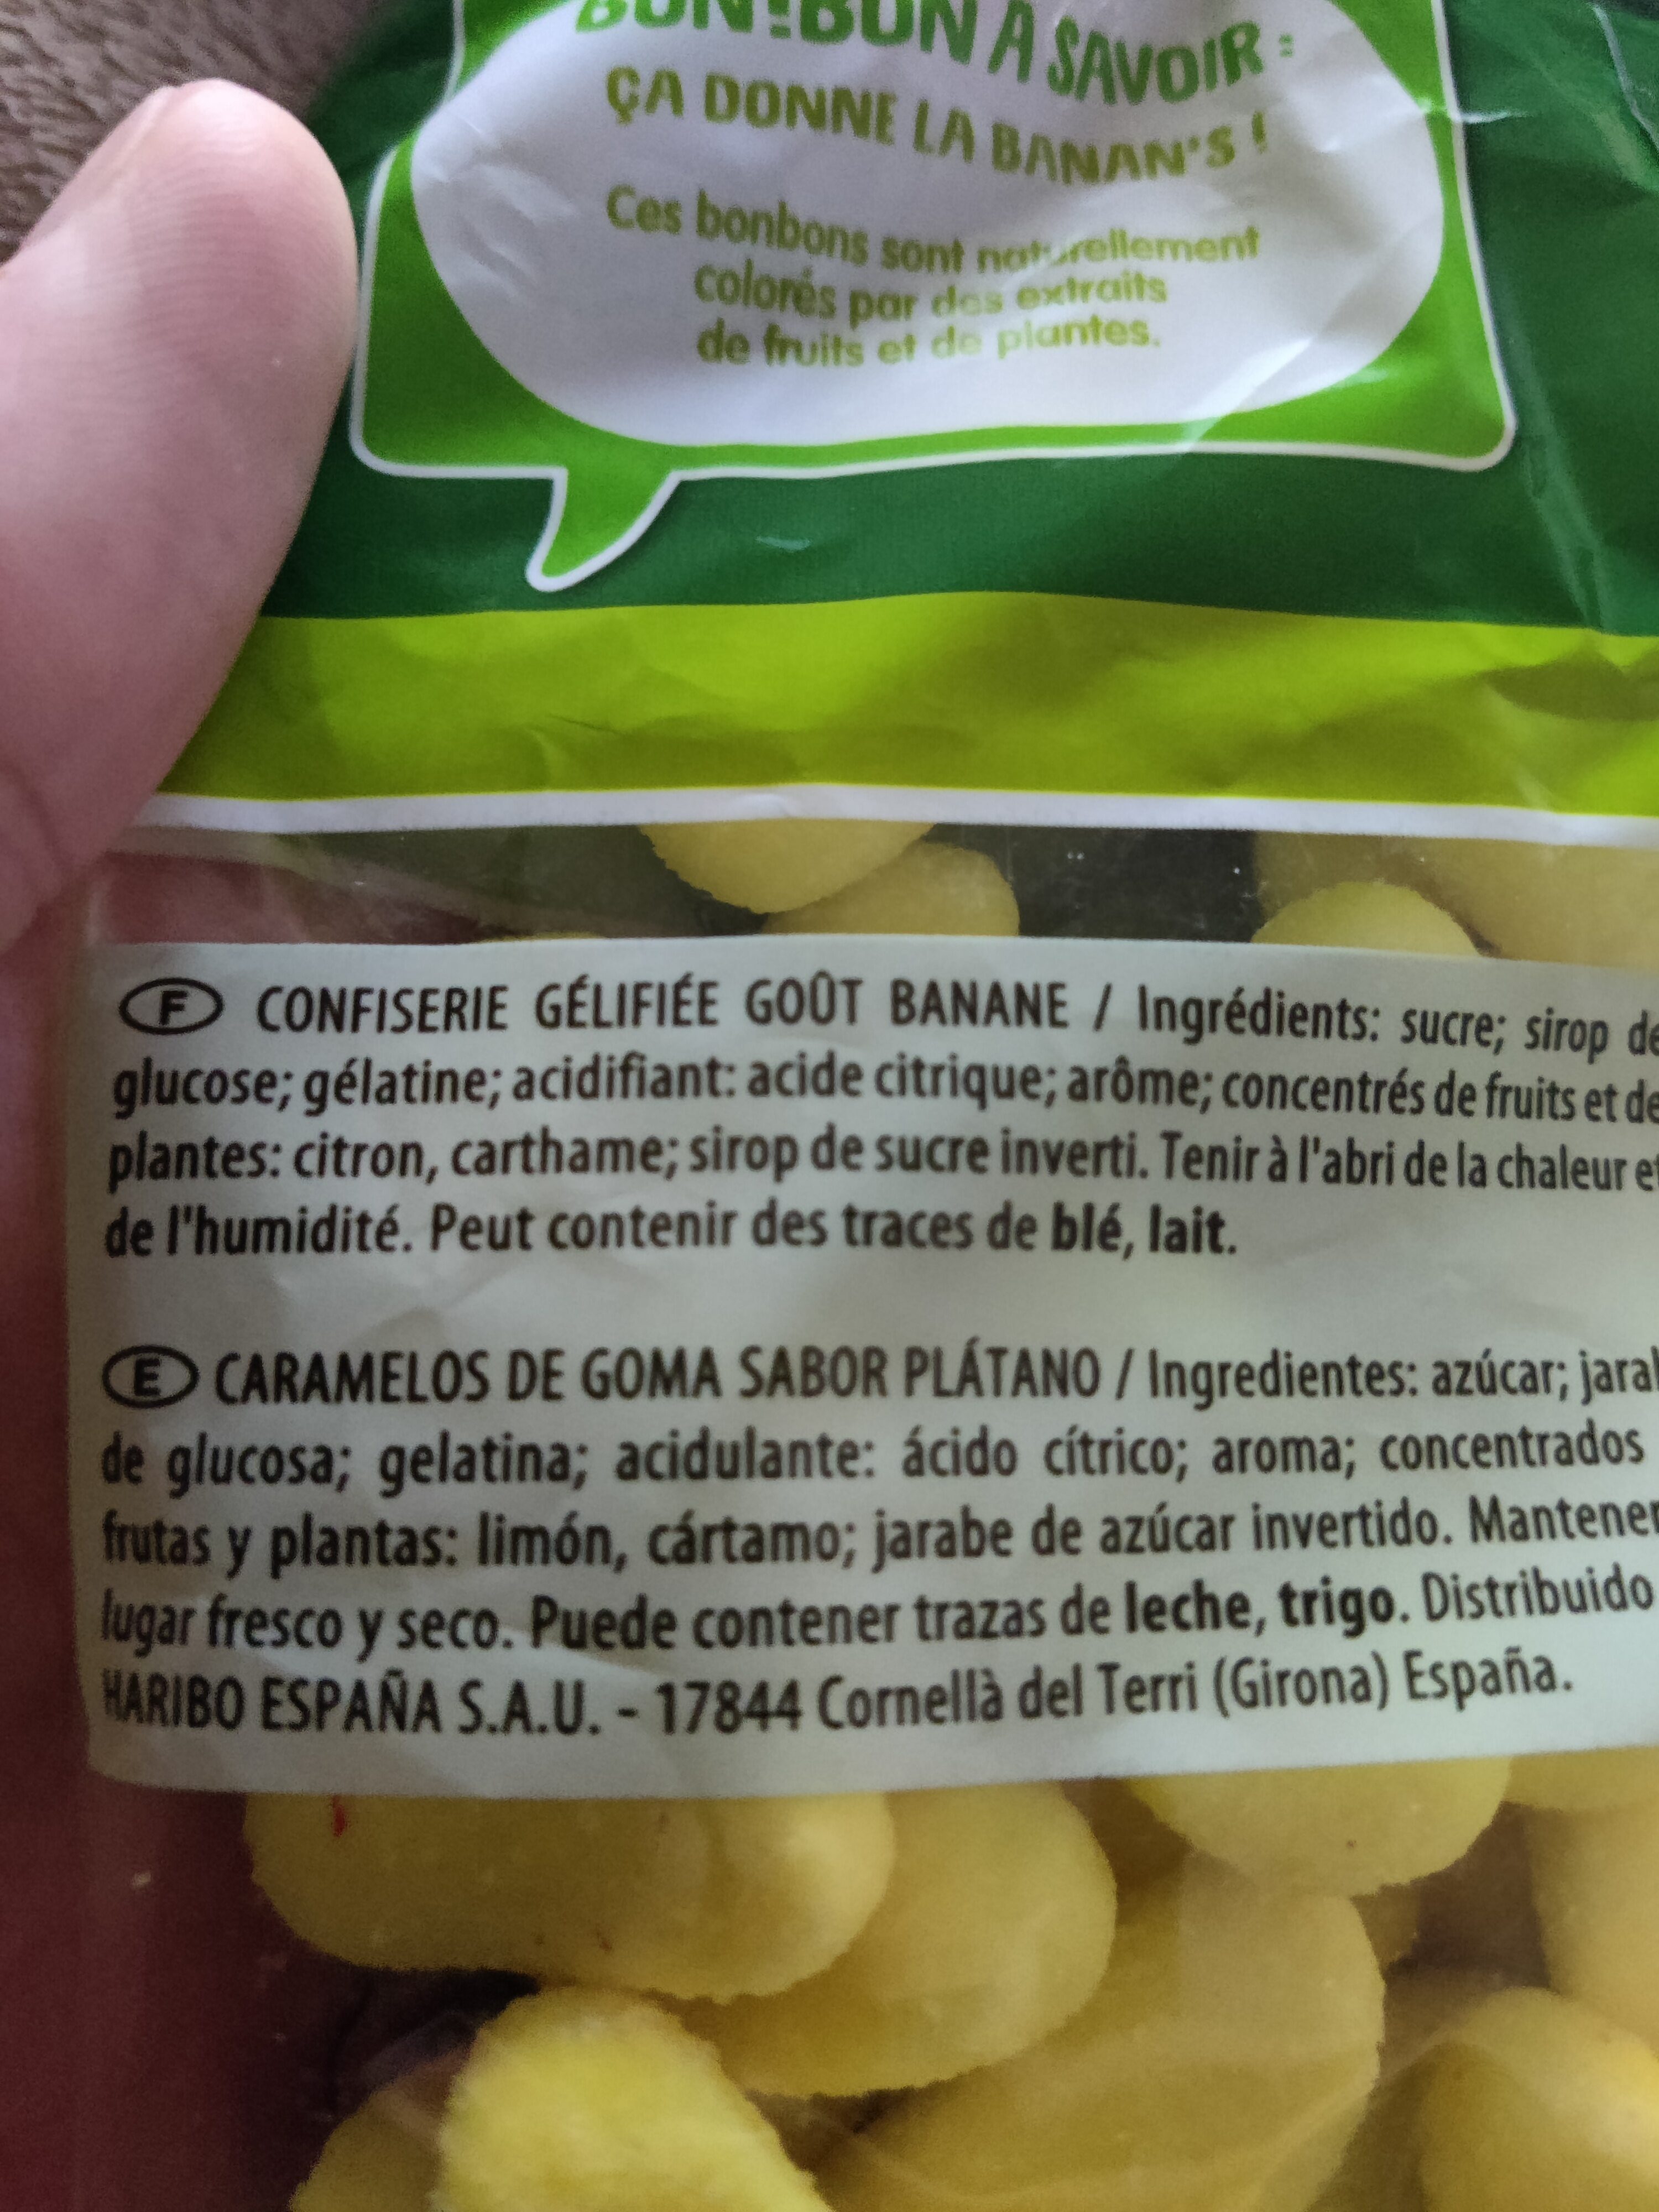 BON!BON A SAVOIR :
ÇA DONNE LA BANAN'S !
Ces bonbons sont naturellement
colorés par des extraits
de fruits et de plantes.
F CONFISERIE GÉLIFIÉE GOÛT BANANE / Ingrédients: sucre; sirop de
glucose; gélatine; acidifiant: acide citrique; arôme; concentrés de fruits et de
plantes: citron, carthame; sirop de sucre inverti. Tenir à l'abri de la chaleur et
de l'humidité. Peut contenir des traces de blé, lait.
E CARAMELOS DE GOMA SABOR PLÁTANO / Ingredientes: azúcar;
de glucosa; gelatina; acidulante: ácido cítrico; aroma; concentrados
frutas y plantas: limón, cártamo; jarabe de azúcar invertido. Mantener
lugar fresco y seco. Puede contener trazas de leche, trigo. Distribuido
HARIBO ESPAÑA S.A.U. - 17844 Cornellà del Terri (Girona) España.